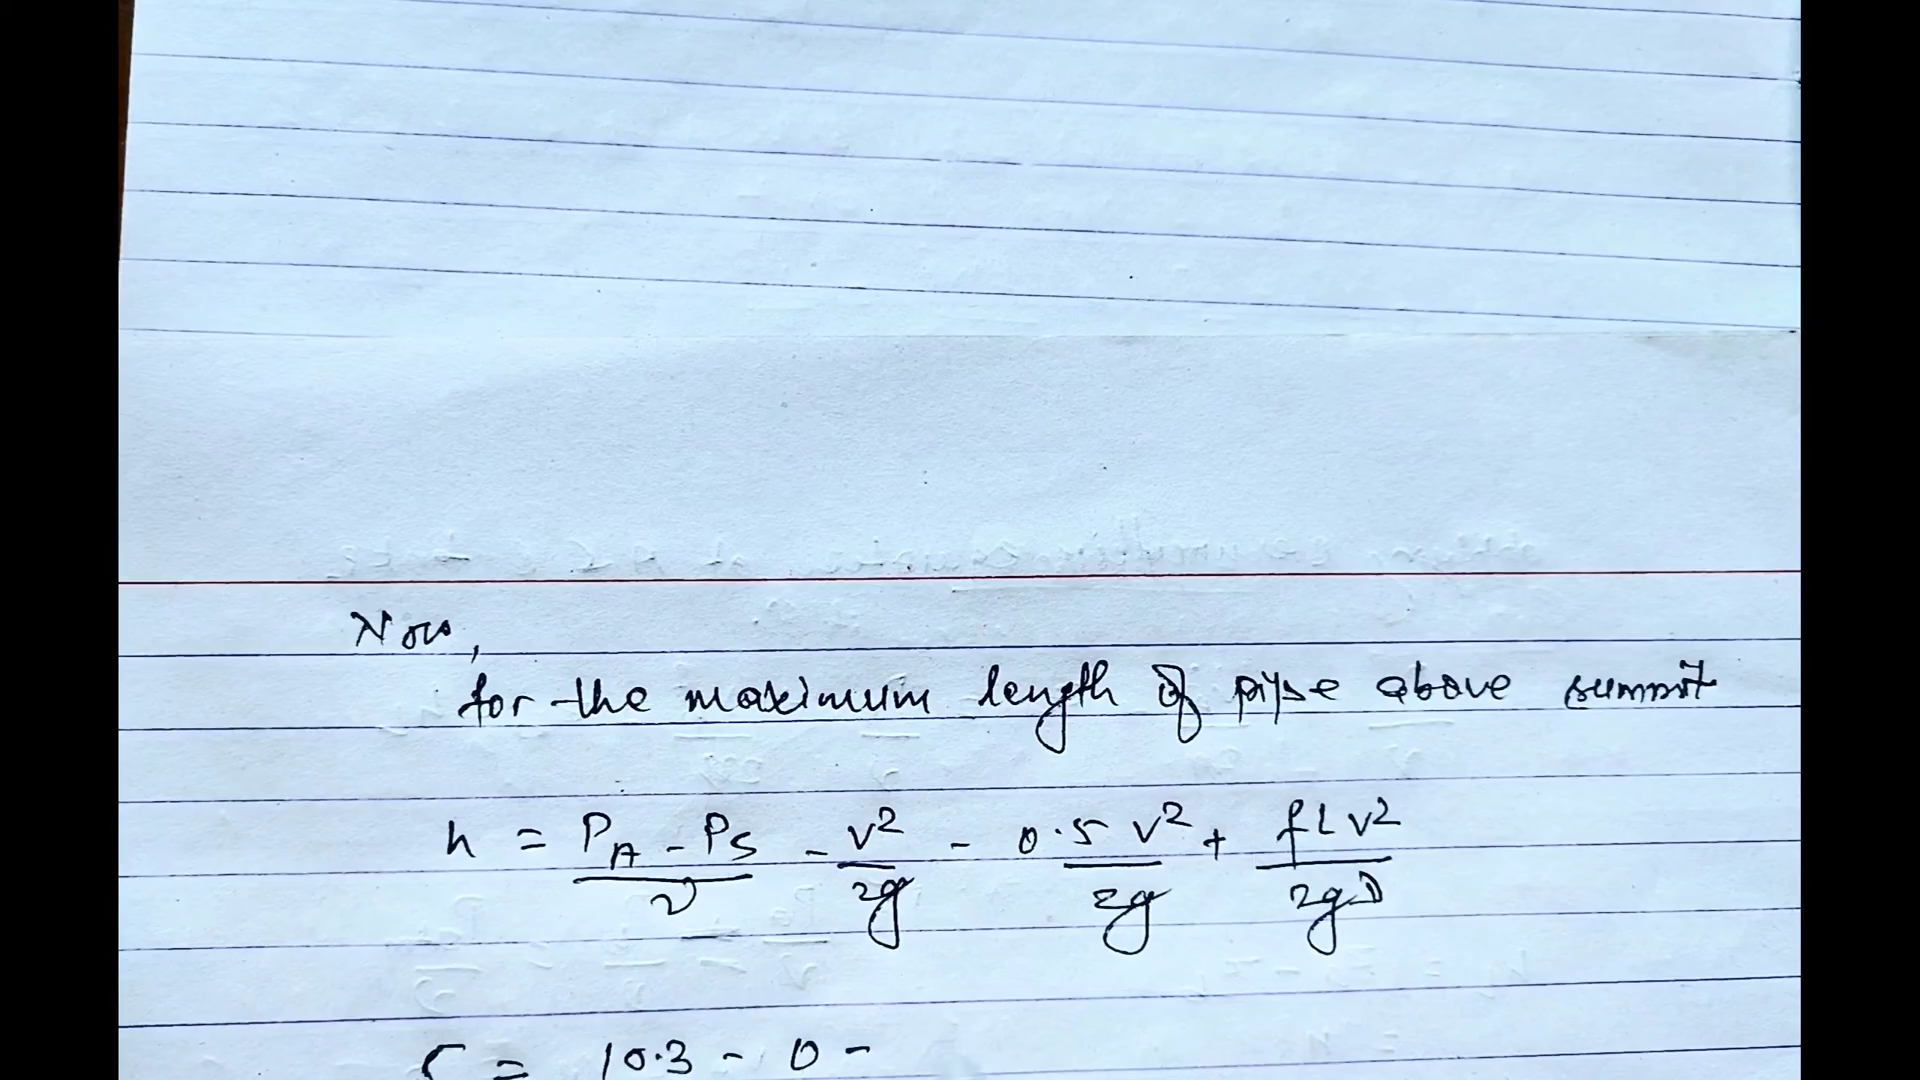 Now,
for the maximum length of pipe above summit
h = PA - PS / ν - v² / 2g - 0.5 v² / 2g + fLv² / 2gD
5 = 10.3 - 0 -